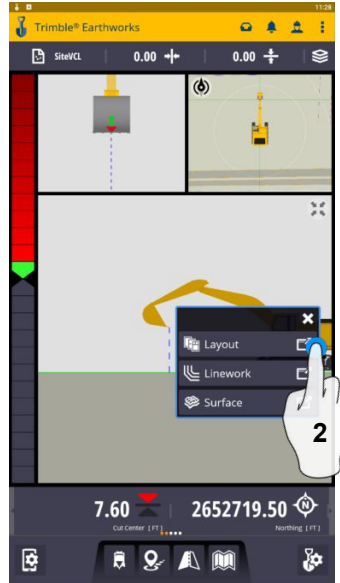 11:29
Trimble® Earthworks
SiteVCL 0.00 0.00
Layout
Linework
Surface
2
7.60 2652719.50 N
Cut Center [FT] Northing [FT]